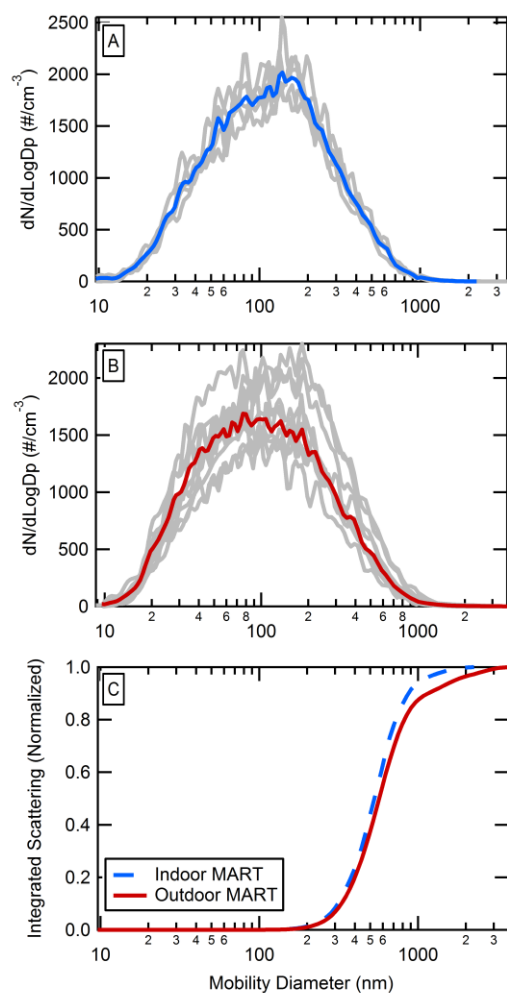 A
2500
2000
1500
1000
500
0
dN/dLogDp (#/cm⁻³)
10 2 3 4 5 6 100 2 3 4 5 6 1000 2 3
B
2000
1500
1000
500
0
dN/dLogDp (#/cm⁻³)
10 2 4 6 8 100 2 4 6 8 1000 2
C
1.0
0.8
0.6
0.4
0.2
0.0
Integrated Scattering (Normalized)
Indoor MART
Outdoor MART
10 2 3 4 5 6 100 2 3 4 5 6 1000 2 3
Mobility Diameter (nm)